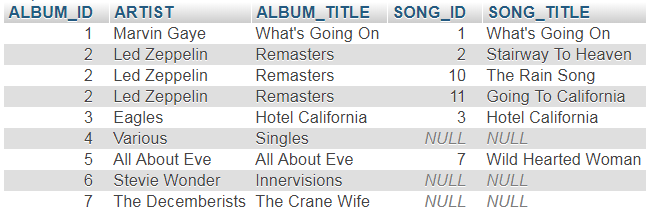 ALBUM_ID ARTIST ALBUM_TITLE SONG_ID SONG_TITLE
1 Marvin Gaye What's Going On 1 What's Going On
2 Led Zeppelin Remasters 2 Stairway To Heaven
2 Led Zeppelin Remasters 10 The Rain Song
2 Led Zeppelin Remasters 11 Going To California
3 Eagles Hotel California 3 Hotel California
4 Various Singles NULL NULL
5 All About Eve All About Eve 7 Wild Hearted Woman
6 Stevie Wonder Innervisions NULL NULL
7 The Decemberists The Crane Wife NULL NULL